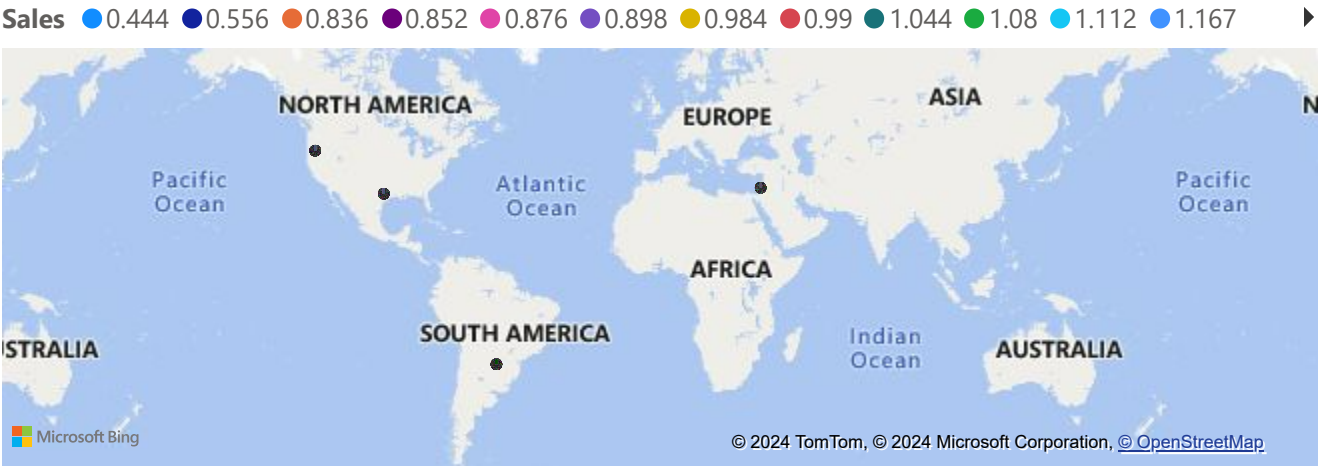 Sales 0.444 0.556 0.836 0.852 0.876 0.898 0.984 0.99 1.044 1.08 1.112 1.167
NORTH AMERICA
EUROPE
ASIA
N
Pacific
Ocean
Atlantic
Ocean
Pacific
Ocean
AFRICA
SOUTH AMERICA
Indian
Ocean
STRALIA
AUSTRALIA
Microsoft Bing
© 2024 TomTom, © 2024 Microsoft Corporation, © OpenStreetMap